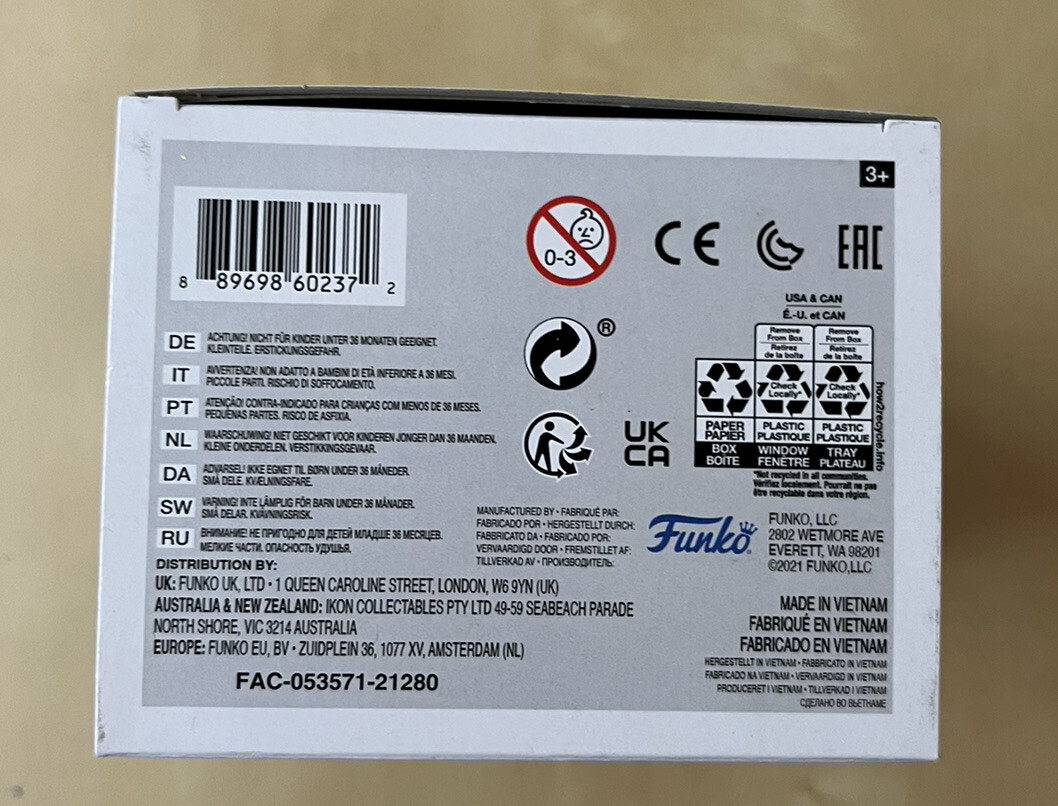 3+
8 89698 60237 2
0-3
CE
EAC
USA & CAN
É.-U. et CAN
Remove From Box
Retirez de la boîte
Remove From Box
Retirez de la boîte
Check Locally*
Check Locally*
PAPER PAPIER
PLASTIC PLASTIQUE
PLASTIC PLASTIQUE
BOX BOÎTE
WINDOW FENÊTRE
TRAY PLATEAU
how2recycle.info
*Not recycled in all communities.
Vérifiez localement. Pourrait ne pas
être recyclable dans votre région.
®
UK
CA
DE ACHTUNG! NICHT FÜR KINDER UNTER 36 MONATEN GEEIGNET.
KLEINTEILE. ERSTICKUNGSGEFAHR.
IT AVVERTENZA! NON ADATTO A BAMBINI DI ETÀ INFERIORE A 36 MESI.
PICCOLE PARTI. RISCHIO DI SOFFOCAMENTO.
PT ATENÇÃO! CONTRA-INDICADO PARA CRIANÇAS COM MENOS DE 36 MESES.
PEQUENAS PARTES. RISCO DE ASFIXIA.
NL WAARSCHUWING! NIET GESCHIKT VOOR KINDEREN JONGER DAN 36 MAANDEN.
KLEINE ONDERDELEN. VERSTIKKINGSGEVAAR.
DA ADVARSEL! IKKE EGNET TIL BØRN UNDER 36 MÅNEDER.
SMÅ DELE. KVÆLNINGSFARE.
SW VARNING! INTE LÄMPLIG FÖR BARN UNDER 36 MÅNADER.
SMÅ DELAR. KVÄVNINGSRISK.
RU ВНИМАНИЕ! НЕ ПРИГОДНО ДЛЯ ДЕТЕЙ МЛАДШЕ 36 МЕСЯЦЕВ.
МЕЛКИЕ ЧАСТИ. ОПАСНОСТЬ УДУШЬЯ.
MANUFACTURED BY • FABRIQUÉ PAR:
FABRICADO POR • HERGESTELLT DURCH:
FABBRICATO DA • FABRICADO POR:
VERVAARDIGD DOOR • FREMSTILLET AF:
TILLVERKAD AV • ПРОИЗВОДИТЕЛЬ:
Funko®
FUNKO, LLC
2802 WETMORE AVE
EVERETT, WA 98201
©2021 FUNKO,LLC
DISTRIBUTION BY:
UK: FUNKO UK, LTD • 1 QUEEN CAROLINE STREET, LONDON, W6 9YN (UK)
AUSTRALIA & NEW ZEALAND: IKON COLLECTABLES PTY LTD 49-59 SEABEACH PARADE
NORTH SHORE, VIC 3214 AUSTRALIA
EUROPE: FUNKO EU, BV • ZUIDPLEIN 36, 1077 XV, AMSTERDAM (NL)
FAC-053571-21280
MADE IN VIETNAM
FABRIQUÉ EN VIETNAM
FABRICADO EN VIETNAM
HERGESTELLT IN VIETNAM • FABBRICATO IN VIETNAM
FABRICADO NA VIETNAM • VERVAARDIGD IN VIETNAM
PRODUCERET I VIETNAM • TILLVERKAD I VIETNAM
СДЕЛАНО ВО ВЬЕТНАМЕ